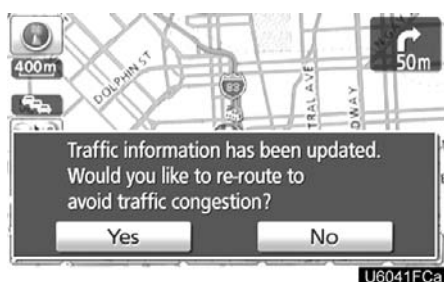 400m
DOLPHIN ST
83
TRAL AVE
DWAY
50m
Traffic information has been updated.
Would you like to re-route to
avoid traffic congestion?
Yes
No
U6041FCa